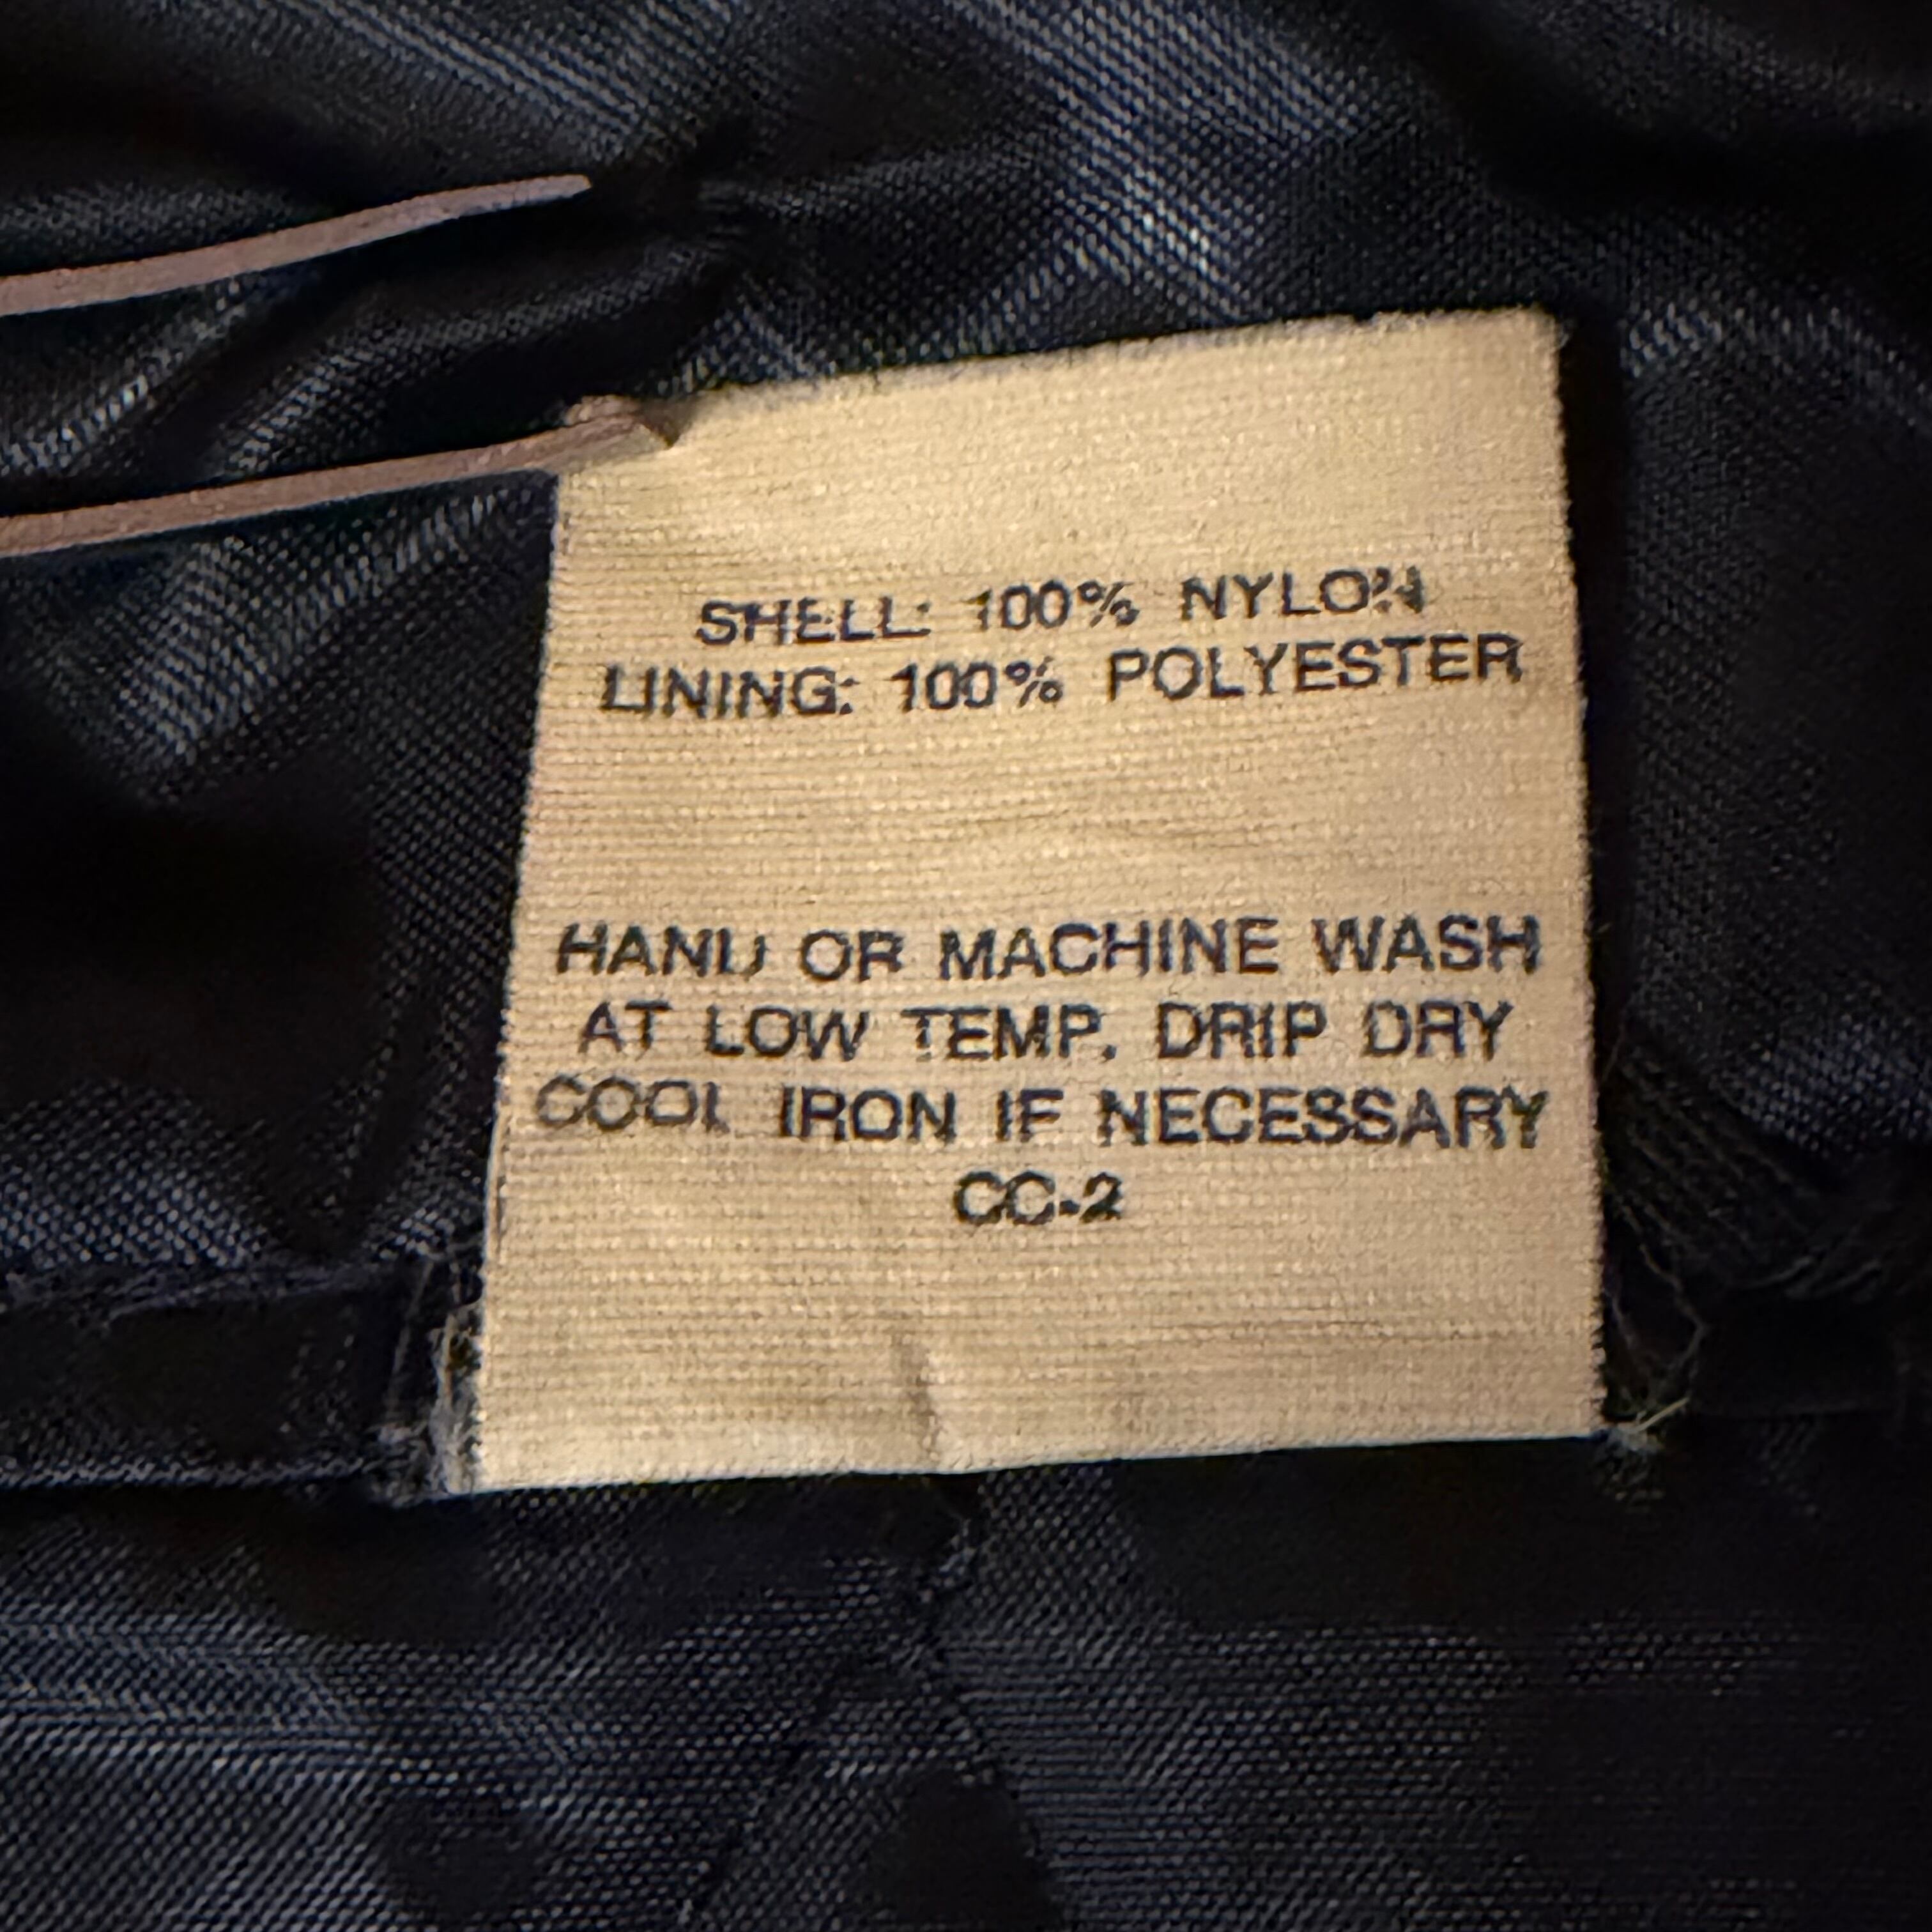 SHELL: 100% NYLON
LINING: 100% POLYESTER
HAND OR MACHINE WASH
AT LOW TEMP. DRIP DRY
COOL IRON IF NECESSARY
CC-2